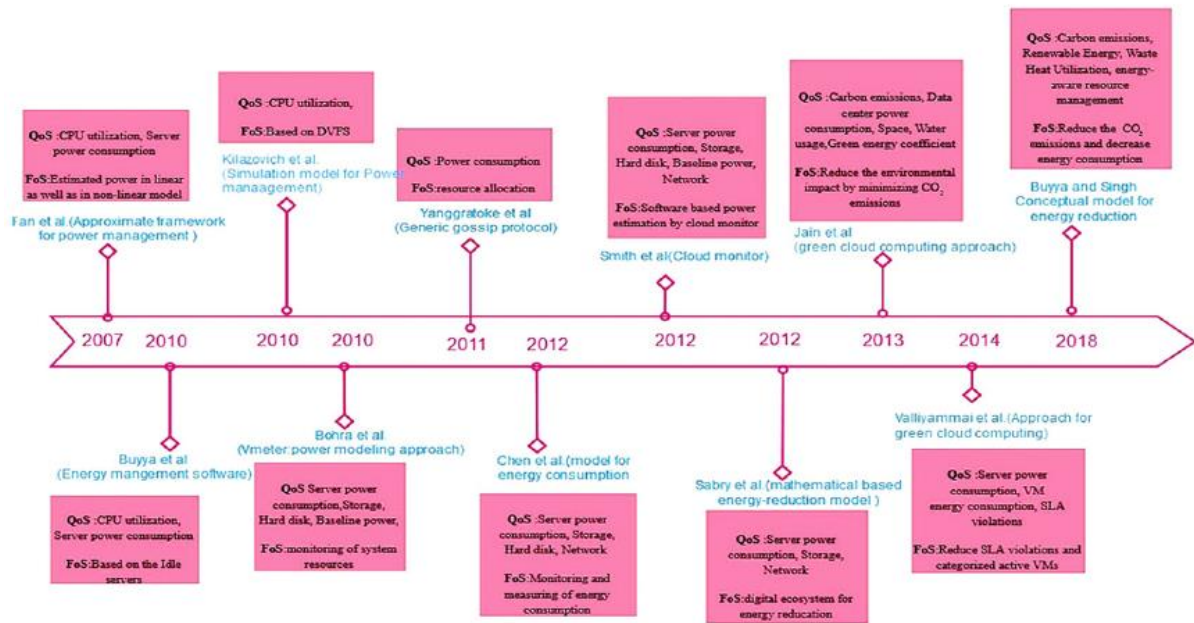 QoS :CPU utilization, Server
power consumption
FoS:Estimated power in linear
as well as in non-linear model
Fan et al.(Approximate framework
for power management )
QoS :CPU utilization,
FoS:Based on DVFS
Kilazovich et al.
(Simulation model for Power
manaagement)
QoS :Power consumption
FoS:resource allocation
Yanggratoke et al
(Generic gossip protocol)
QoS :Server power
consumption, Storage,
Hard disk, Baseline power,
Network
FoS:Software based power
estimation by cloud monitor
Smith et al(Cloud monitor)
QoS :Carbon emissions, Data
center power
consumption, Space, Water
usage,Green energy coefficient
FoS:Reduce the environmental
impact by minimizing CO2
emissions
Jain et al
(green cloud computing approach)
QoS :Carbon emissions,
Renewable Energy, Waste
Heat Utilization, energy-
aware resource
management
FoS:Reduce the CO2
emissions and decrease
energy consumption
Buyya and Singh
Conceptual model for
energy reduction
2007 2010 2010 2010 2011 2012 2012 2012 2013 2014 2018
Buyya et al
(Energy mangement software)
QoS :CPU utilization,
Server power consumption
FoS:Based on the Idle
servers
Bohra et al.
(Vmeter:power modeling approach)
QoS Server power
consumption,Storage,
Hard disk, Baseline power,
FoS:monitoring of system
resources
Chen et al.(model for
energy consumption
QoS :Server power
consumption, Storage,
Hard disk, Network
FoS:Monitoring and
measuring of energy
consumption
Sabry et al.(mathematical based
energy-reduction model )
QoS :Server power
consumption, Storage,
Network
FoS:digital ecosystem for
energy reducation
Valliyammai et al.(Approach for
green cloud computing)
QoS :Server power
consumption, VM
energy consumption, SLA
violations
FoS:Reduce SLA violations and
categorized active VMs